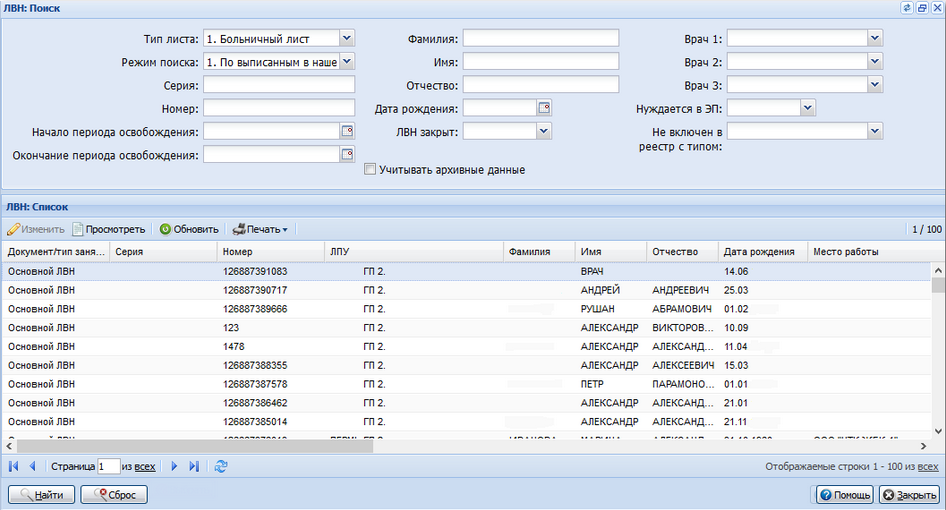 ЛВН: Поиск
Тип листа: 1. Больничный лист Фамилия: Врач 1:
Режим поиска: 1. По выписанным в наше Имя: Врач 2:
Серия: Отчество: Врач 3:
Номер: Дата рождения: Нуждается в ЭП:
Начало периода освобождения: ЛВН закрыт: Не включен в
реестр с типом:
Окончание периода освобождения:
Учитывать архивные данные
ЛВН: Список
Изменить Просмотреть Обновить Печать 1 / 100
Документ/тип заня... Серия Номер ЛПУ Фамилия Имя Отчество Дата рождения Место работы
Основной ЛВН 126887391083 ГП 2. ВРАЧ 14.06
Основной ЛВН 126887390717 ГП 2. АНДРЕЙ АНДРЕЕВИЧ 25.03
Основной ЛВН 126887389666 ГП 2. РУШАН АБРАМОВИЧ 01.02
Основной ЛВН 123 ГП 2. АЛЕКСАНДР ВИКТОРОВ... 10.09
Основной ЛВН 1478 ГП 2. АЛЕКСАНДР АЛЕКСАНД... 11.04
Основной ЛВН 126887388355 ГП 2. АЛЕКСАНДР АЛЕКСЕЕВИЧ 15.03
Основной ЛВН 126887387578 ГП 2. ПЕТР ПАРАМОНО... 01.01
Основной ЛВН 126887386462 ГП 2. АЛЕКСАНДР АЛЕКСАНД... 21.01
Основной ЛВН 126887385014 ГП 2. АЛЕКСАНДР АЛЕКСАНД... 21.11
Страница 1 из всех Отображаемые строки 1 - 100 из всех
Найти Сброс Помощь Закрыть